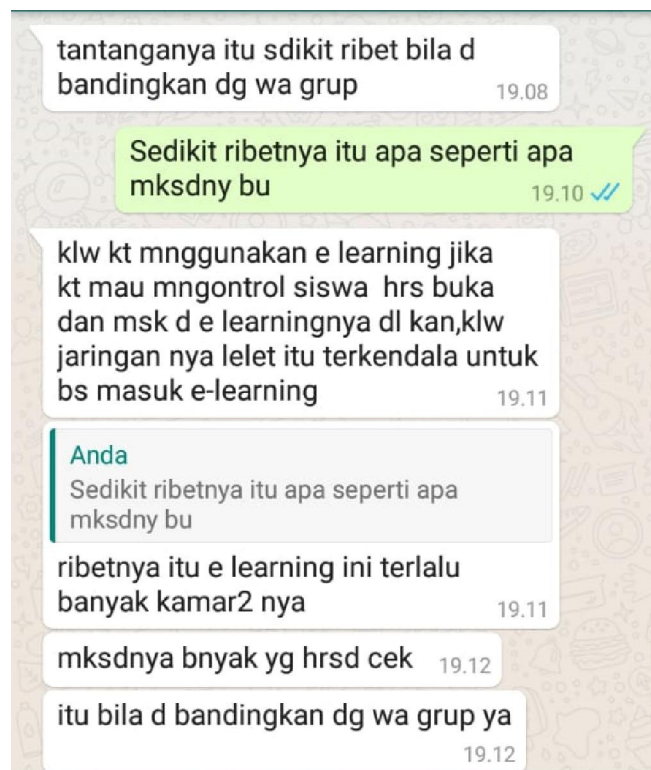 tantanganya itu sdikit ribet bila d
bandingkan dg wa grup
19.08
Sedikit ribetnya itu apa seperti apa
mksdny bu
19.10
klw kt mnggunakan e learning jika
kt mau mngontrol siswa hrs buka
dan msk d e learningnya dl kan,klw
jaringan nya lelet itu terkendala untuk
bs masuk e-learning
19.11
Anda
Sedikit ribetnya itu apa seperti apa
mksdny bu
ribetnya itu e learning ini terlalu
banyak kamar2 nya
19.11
mksdnya bnyak yg hrsd cek
19.12
itu bila d bandingkan dg wa grup ya
19.12